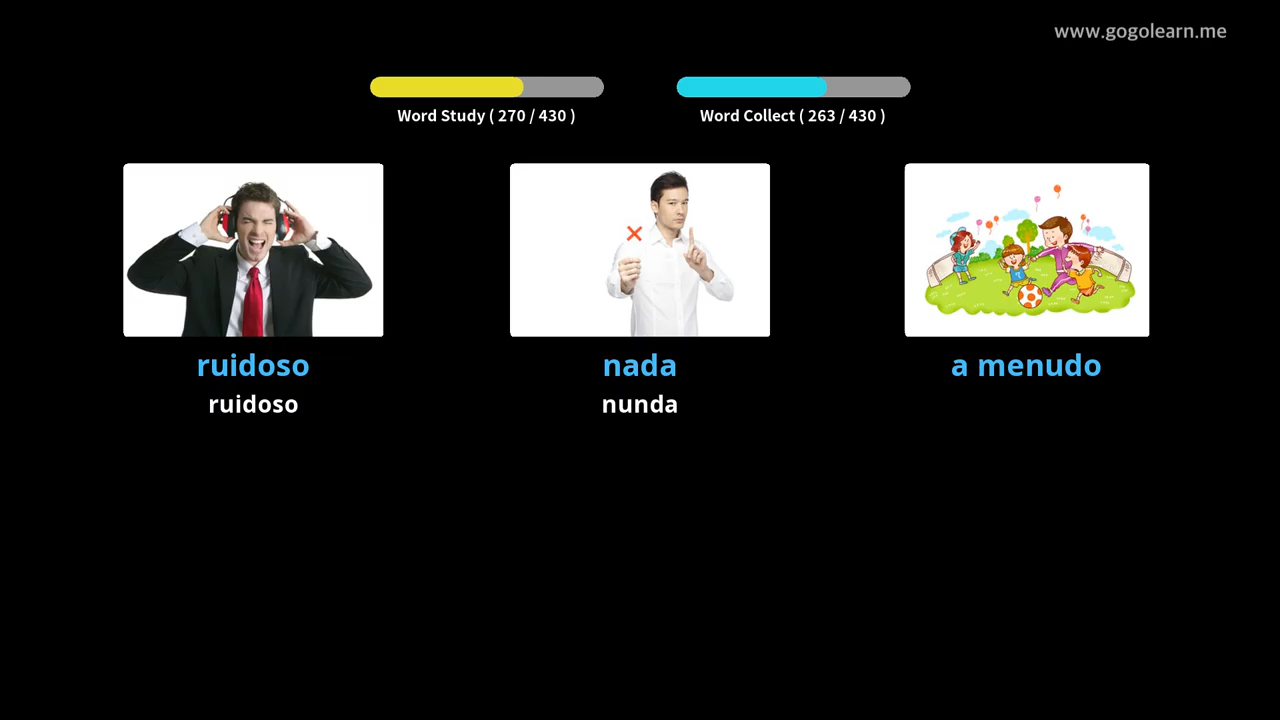 www.gogolearn.me
Word Study ( 270 / 430 )
Word Collect ( 263 / 430 )
ruidoso
nada
a menudo
ruidoso
nunda